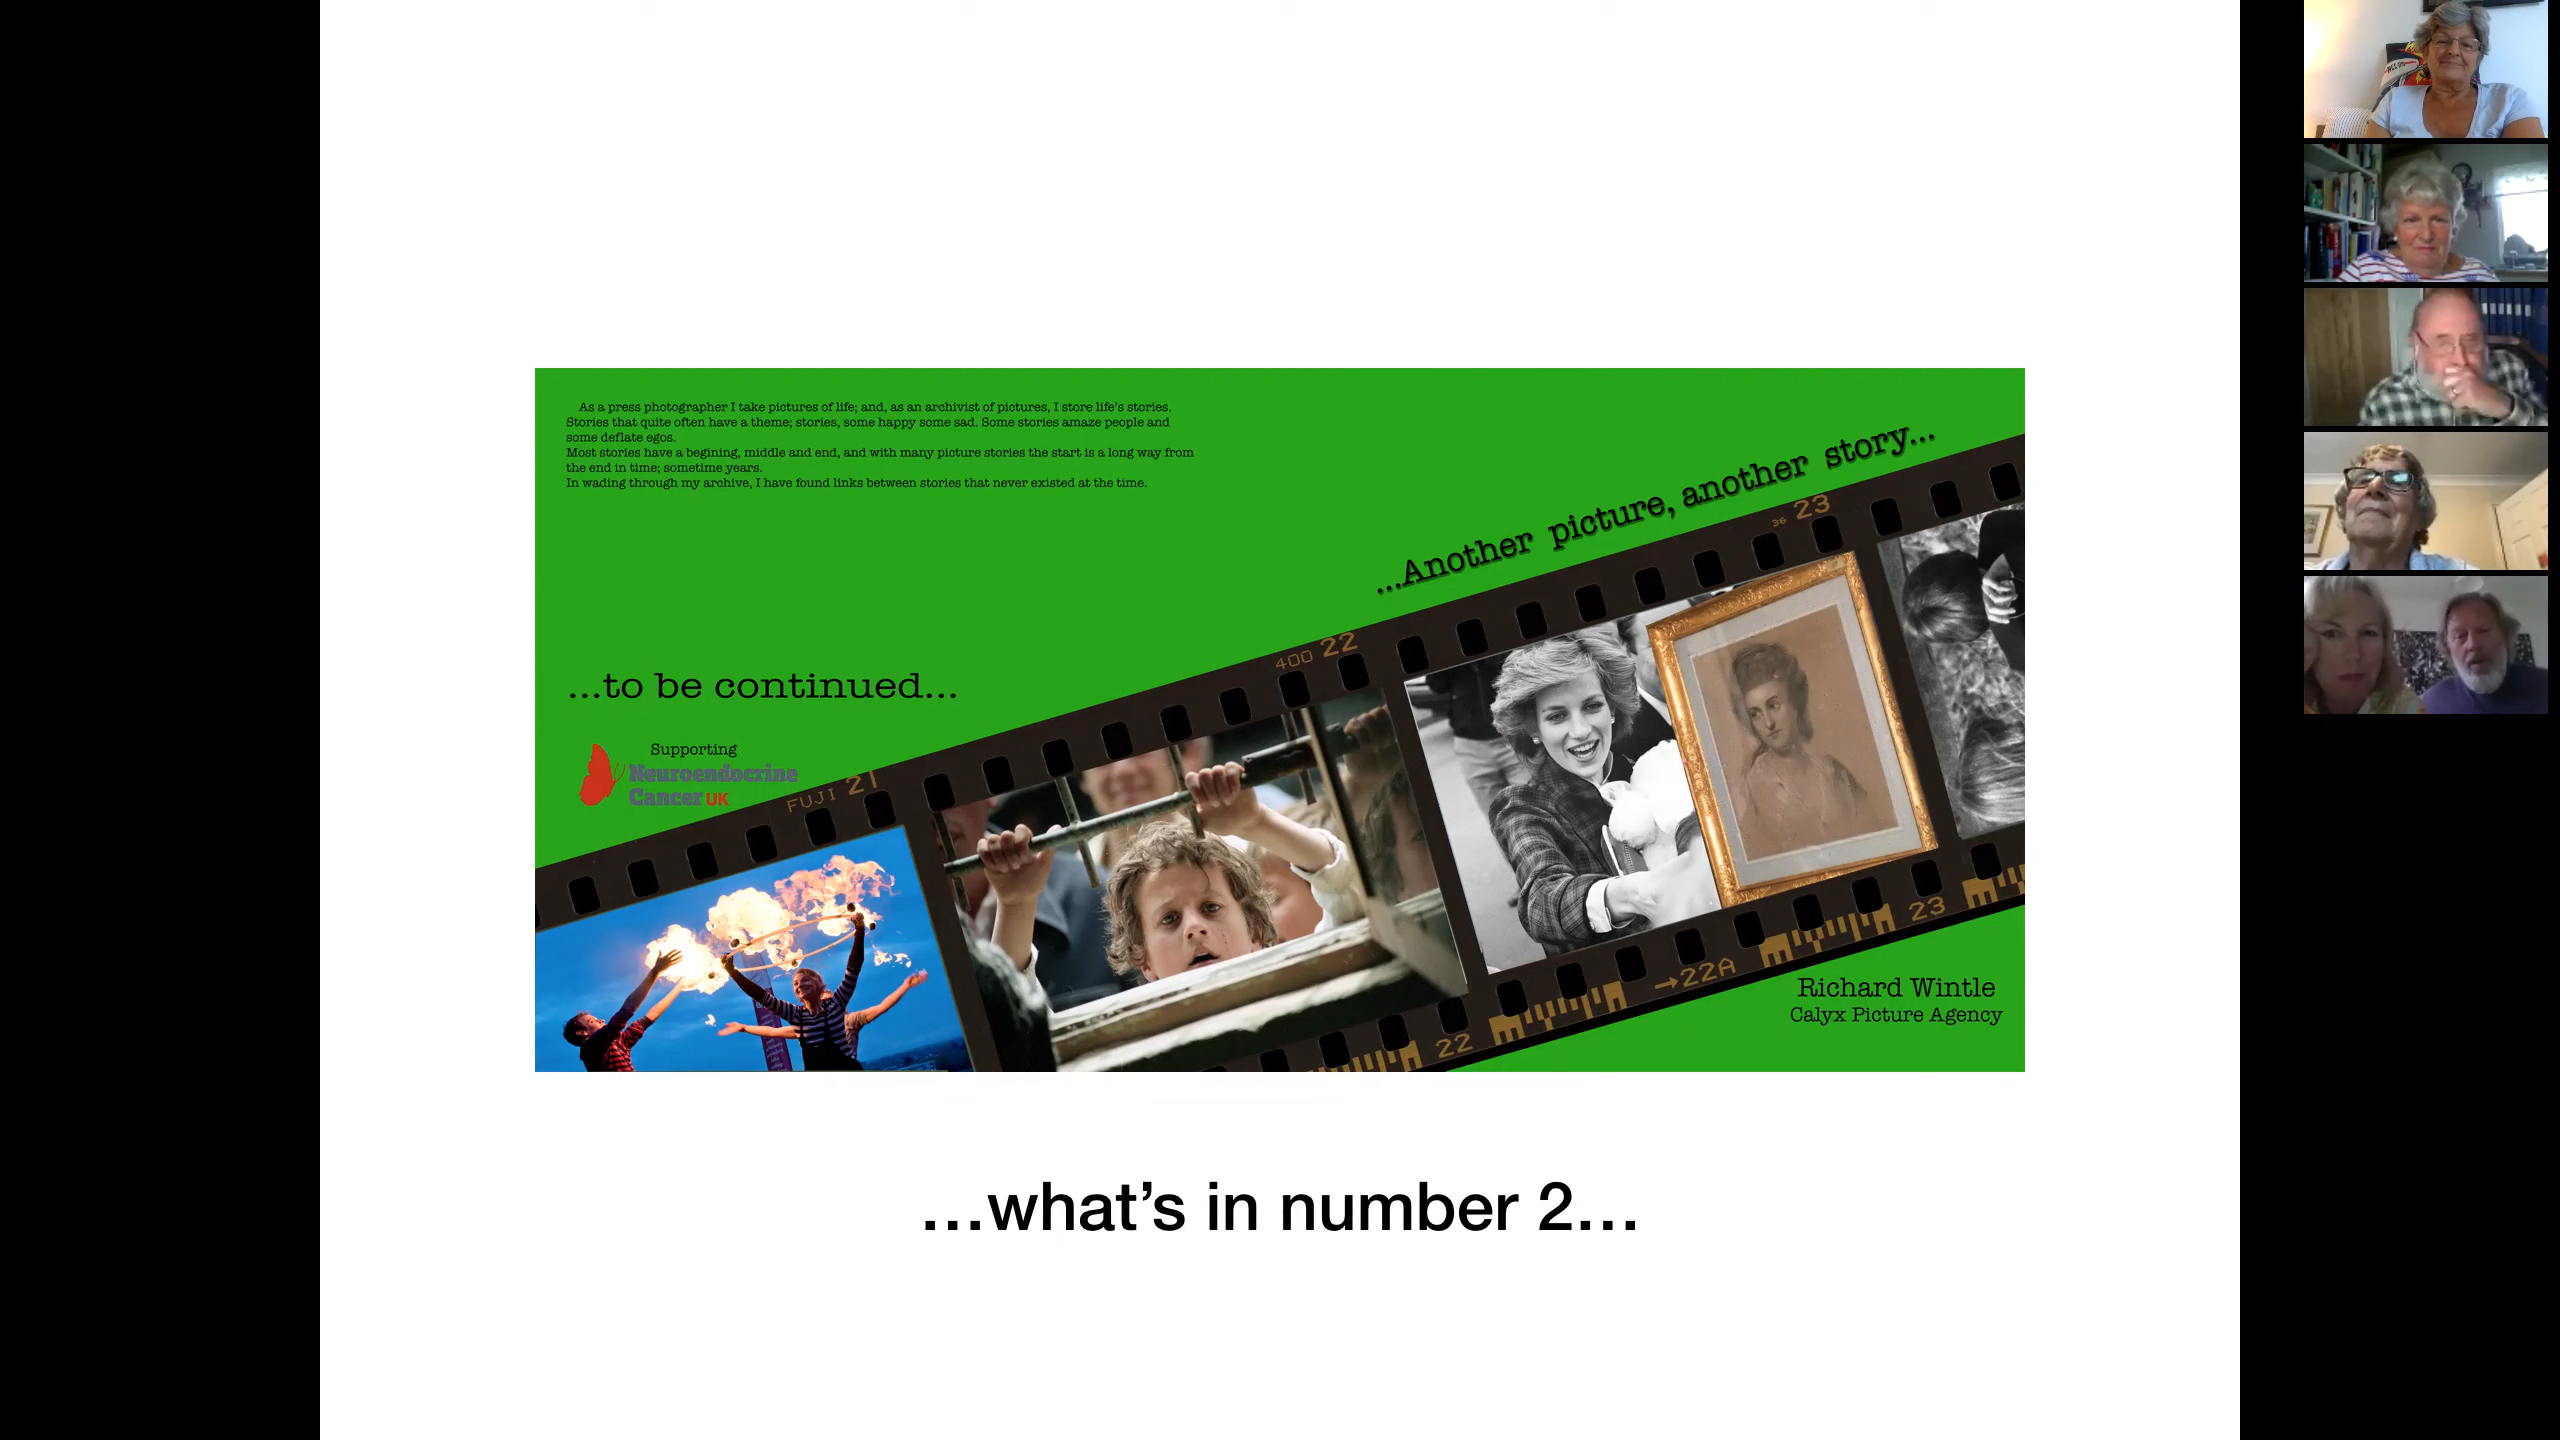 As a press photographer I take pictures of life; and, as an archivist of pictures, I store life's stories.
Stories that quite often have a theme; stories, some happy some sad. Some stories amaze people and
some deflate egos.
Most stories have a begining, middle and end, and with many picture stories the start is a long way from
the end in time; sometime years.
In wading through my archive, I have found links between stories that never existed at the time.
...Another picture, another story...
...to be continued...
Supporting
Neuroendocrine
Cancer UK
FUJI 21
400 22
36 23
22
→22A
23
Richard Wintle
Calyx Picture Agency
...what's in number 2...